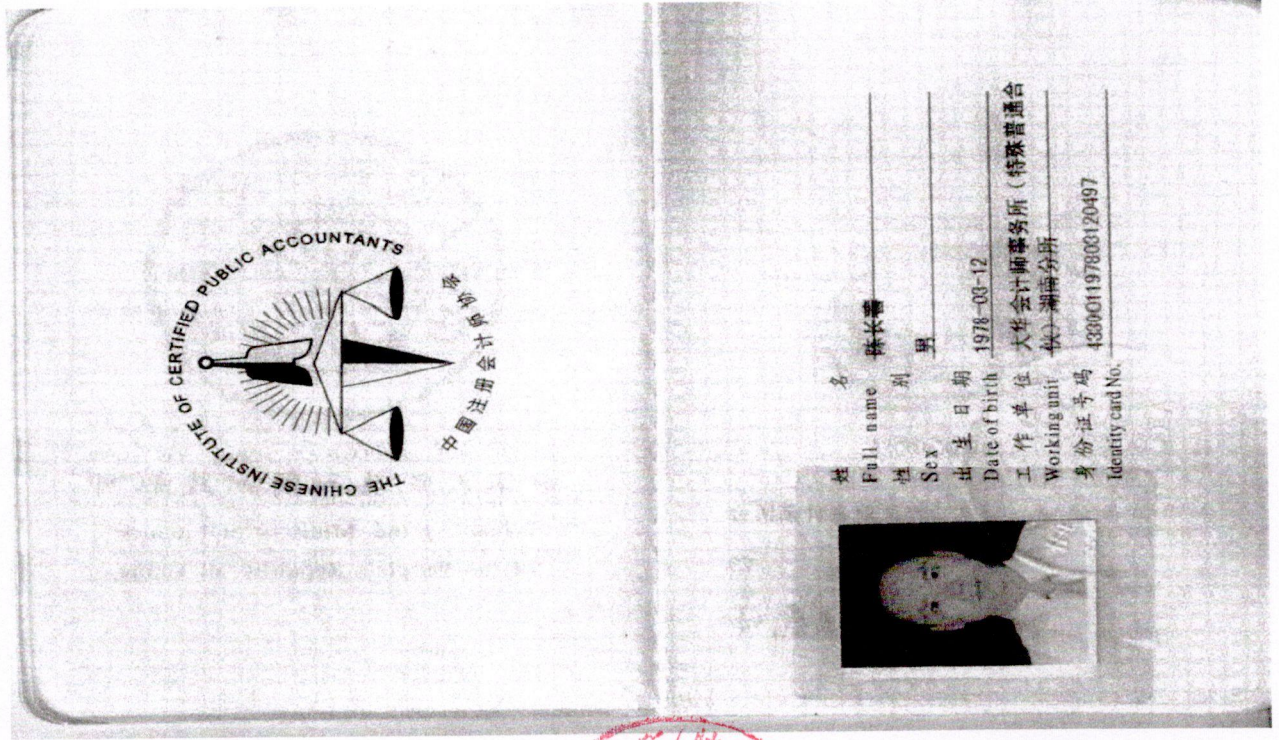 THE CHINESE INSTITUTE OF CERTIFIED PUBLIC ACCOUNTANTS
中国注册会计师协会
姓 名
Full name 陈长
性 别 男
Sex
出 生 日 期 1978-03-12
Date of birth
工 作 单 位 大华会计师事务所（特殊普通合
Working unit 伙）湖南分所
身 份 证 号 码
Identity card No.